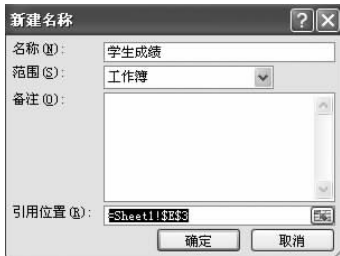 新建名称
名称(N): 学生成绩
范围(S): 工作簿
备注(O):
引用位置(R): =Sheet1!$E$3
确定 取消